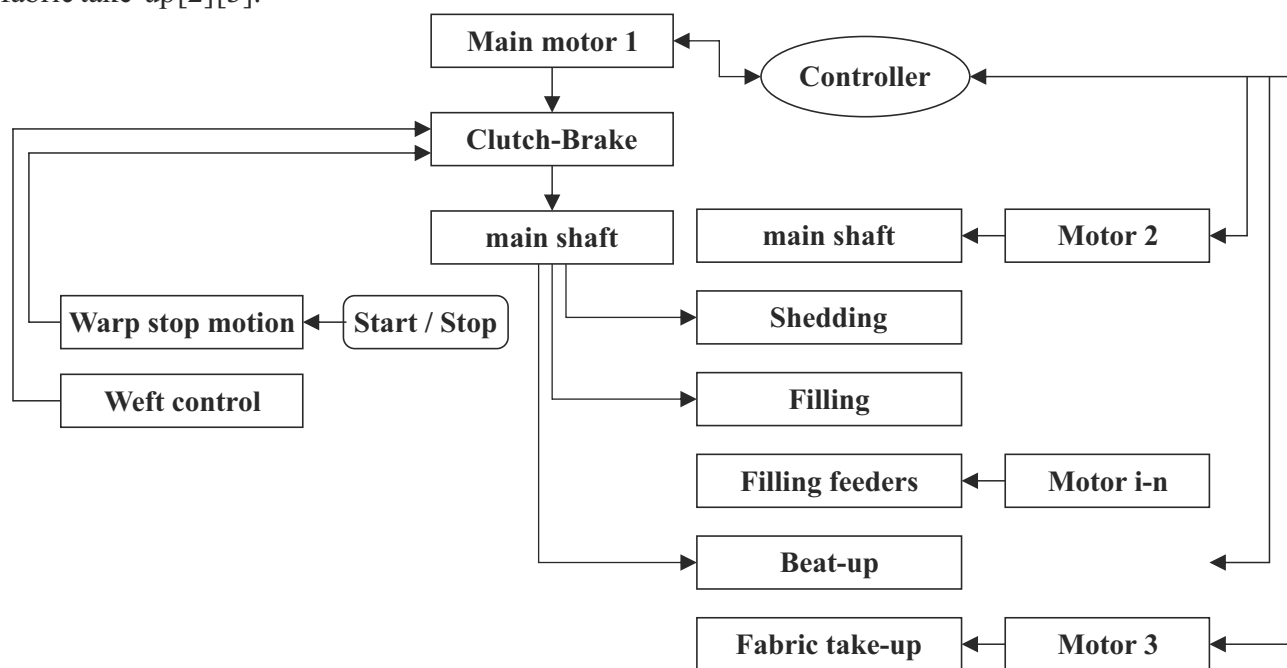 fabric take-up[2][3].
Main motor 1
Controller
Clutch-Brake
main shaft
main shaft
Motor 2
Warp stop motion
Start / Stop
Shedding
Weft control
Filling
Filling feeders
Motor i-n
Beat-up
Fabric take-up
Motor 3